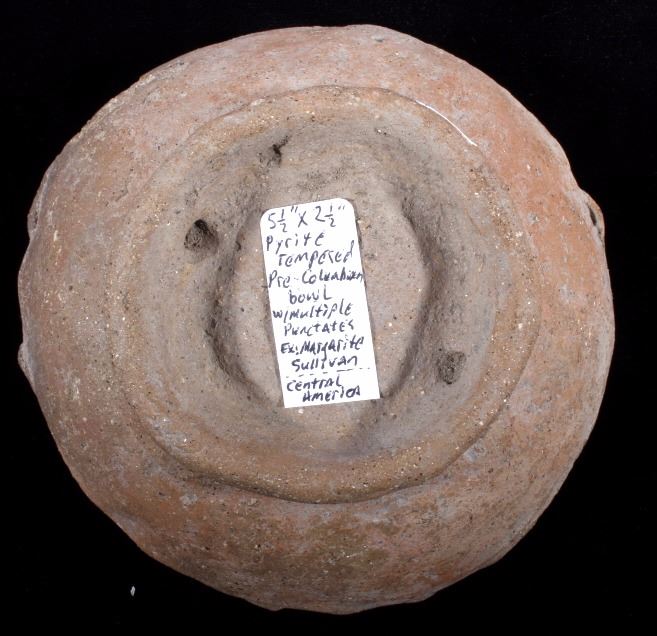 5½" x 2½"
Pyrite
Tempered
Pre-Columbian
bowl
w/multiple
Punctates
Ex: Margarite
Sullivan
Central
America